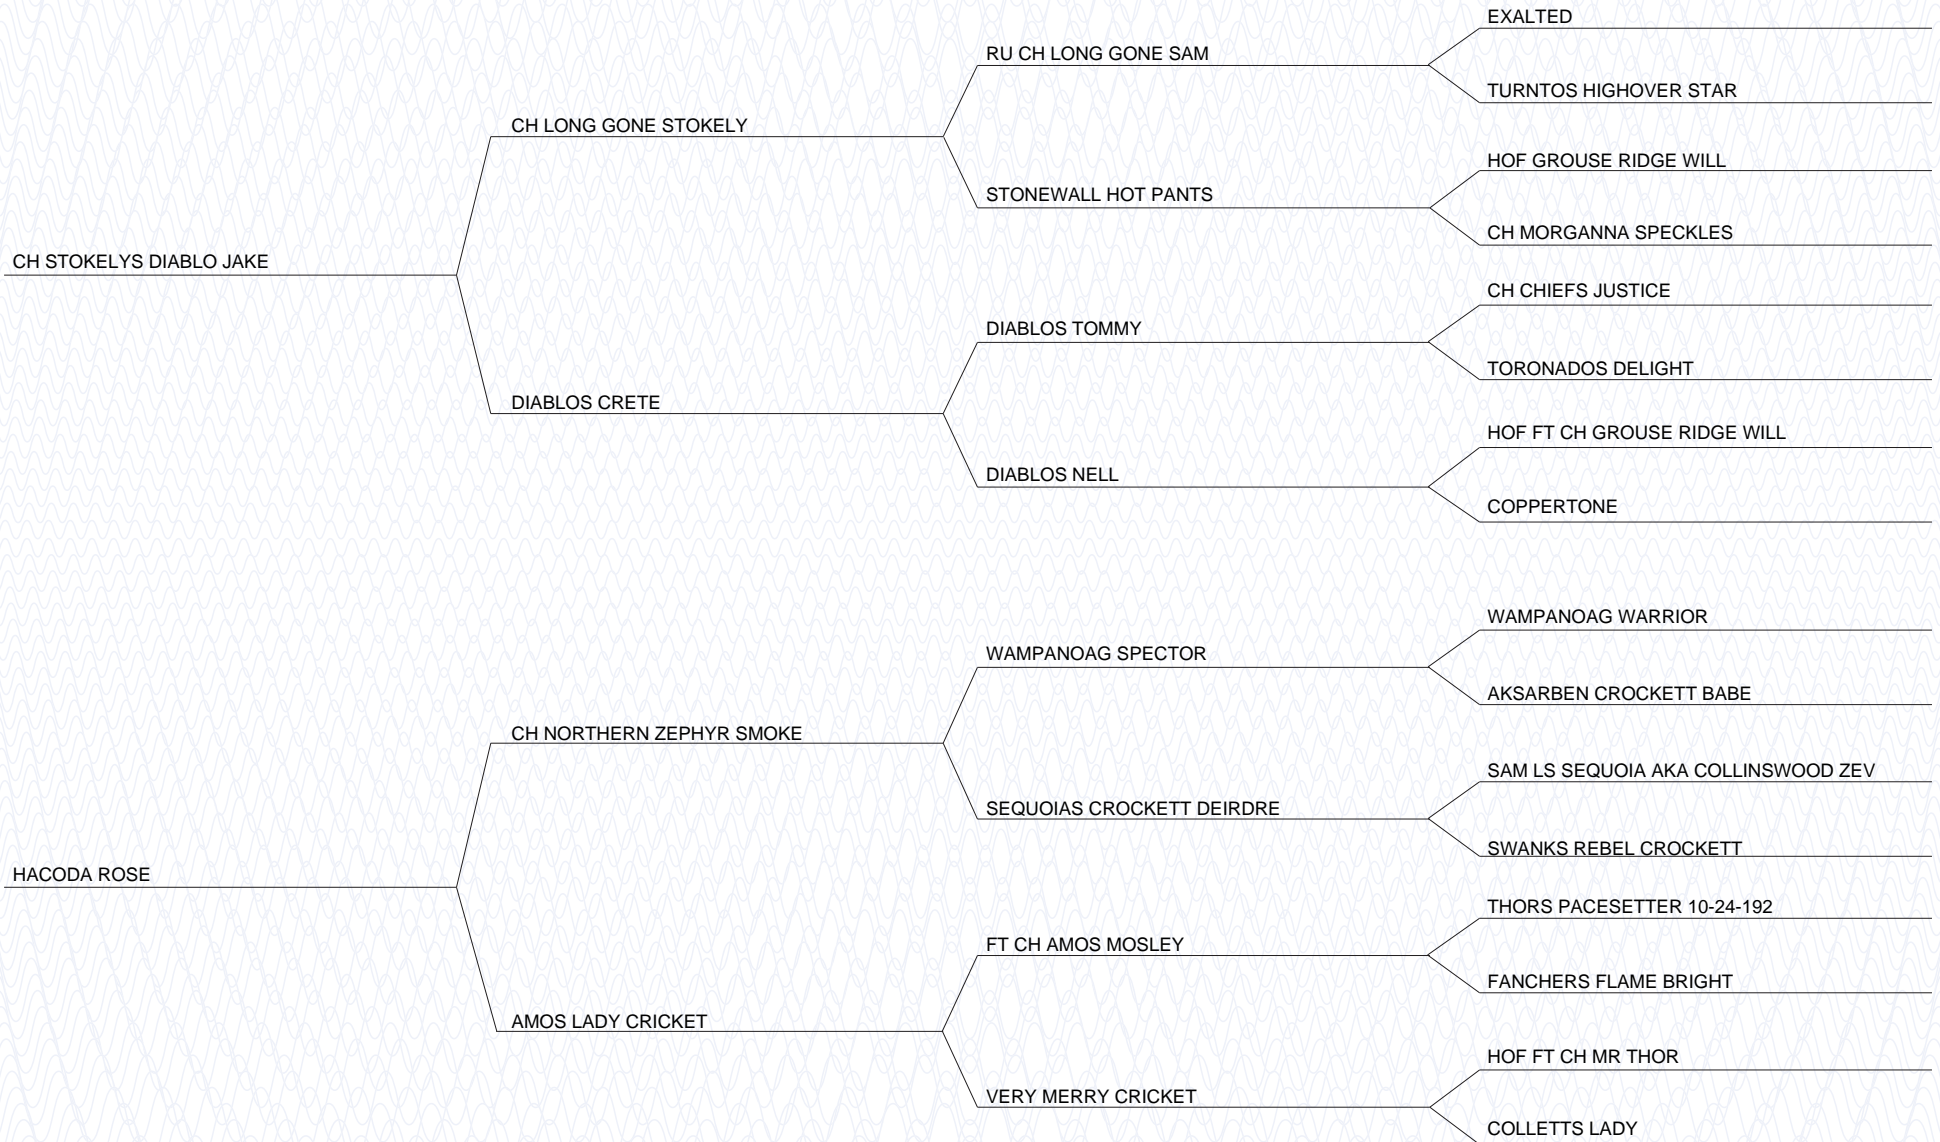 EXALTED
RU CH LONG GONE SAM
TURNTOS HIGHOVER STAR
CH LONG GONE STOKELY
HOF GROUSE RIDGE WILL
STONEWALL HOT PANTS
CH MORGANNA SPECKLES
CH STOKELYS DIABLO JAKE
CH CHIEFS JUSTICE
DIABLOS TOMMY
TORONADOS DELIGHT
DIABLOS CRETE
HOF FT CH GROUSE RIDGE WILL
DIABLOS NELL
COPPERTONE
WAMPANOAG WARRIOR
WAMPANOAG SPECTOR
AKSARBEN CROCKETT BABE
CH NORTHERN ZEPHYR SMOKE
SAM LS SEQUOIA AKA COLLINSWOOD ZEV
SEQUOIAS CROCKETT DEIRDRE
SWANKS REBEL CROCKETT
HACODA ROSE
THORS PACESETTER 10-24-192
FT CH AMOS MOSLEY
FANCHERS FLAME BRIGHT
AMOS LADY CRICKET
HOF FT CH MR THOR
VERY MERRY CRICKET
COLLETTS LADY